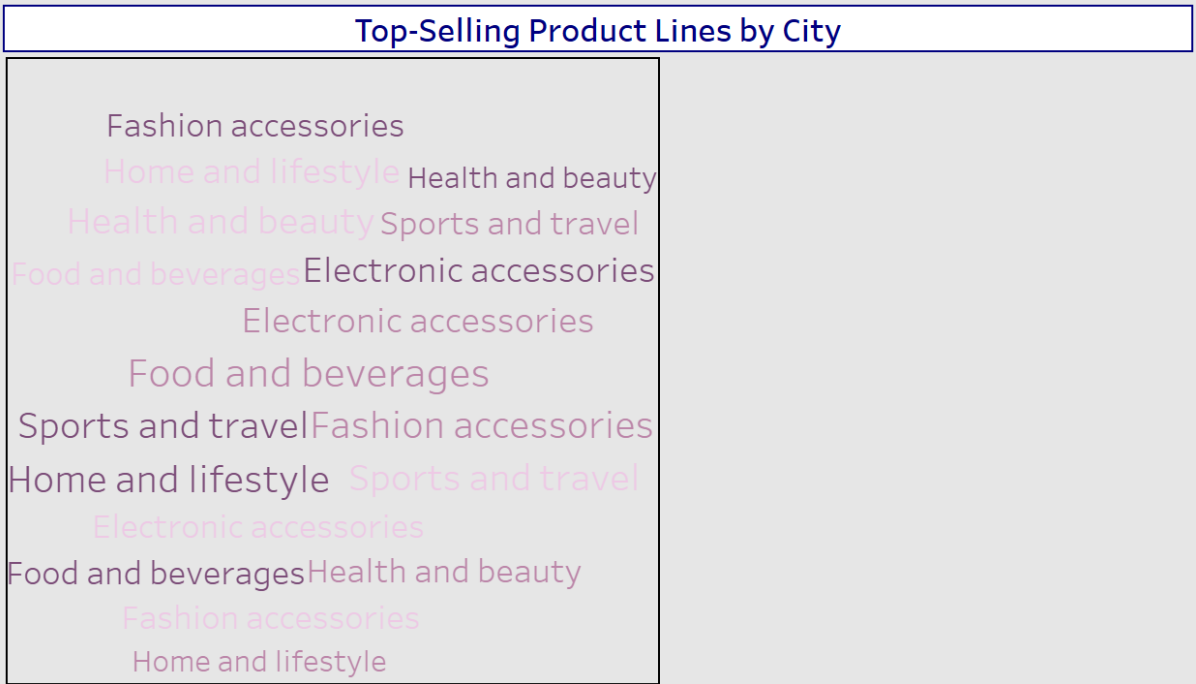 Top-Selling Product Lines by City
Fashion accessories
Home and lifestyle Health and beauty
Health and beauty Sports and travel
Food and beverages Electronic accessories
Electronic accessories
Food and beverages
Sports and travel Fashion accessories
Home and lifestyle Sports and travel
Electronic accessories
Food and beverages Health and beauty
Fashion accessories
Home and lifestyle